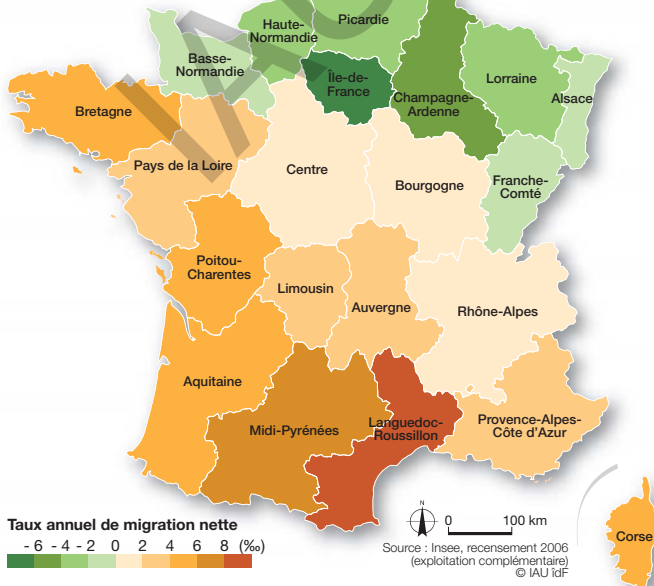 Picardie
Haute-
Normandie
Basse-
Normandie
Île-de-
France
Lorraine
Champagne-
Ardenne
Alsace
Bretagne
Pays de la Loire
Centre
Bourgogne
Franche-
Comté
Poitou-
Charentes
Limousin
Auvergne
Rhône-Alpes
Aquitaine
Midi-Pyrénées
Languedoc-
Roussillon
Provence-Alpes-
Côte d'Azur
Corse
Taux annuel de migration nette
- 6 - 4 - 2 0 2 4 6 8 (‰)
N
0 100 km
Source : Insee, recensement 2006
(exploitation complémentaire)
© IAU îdF